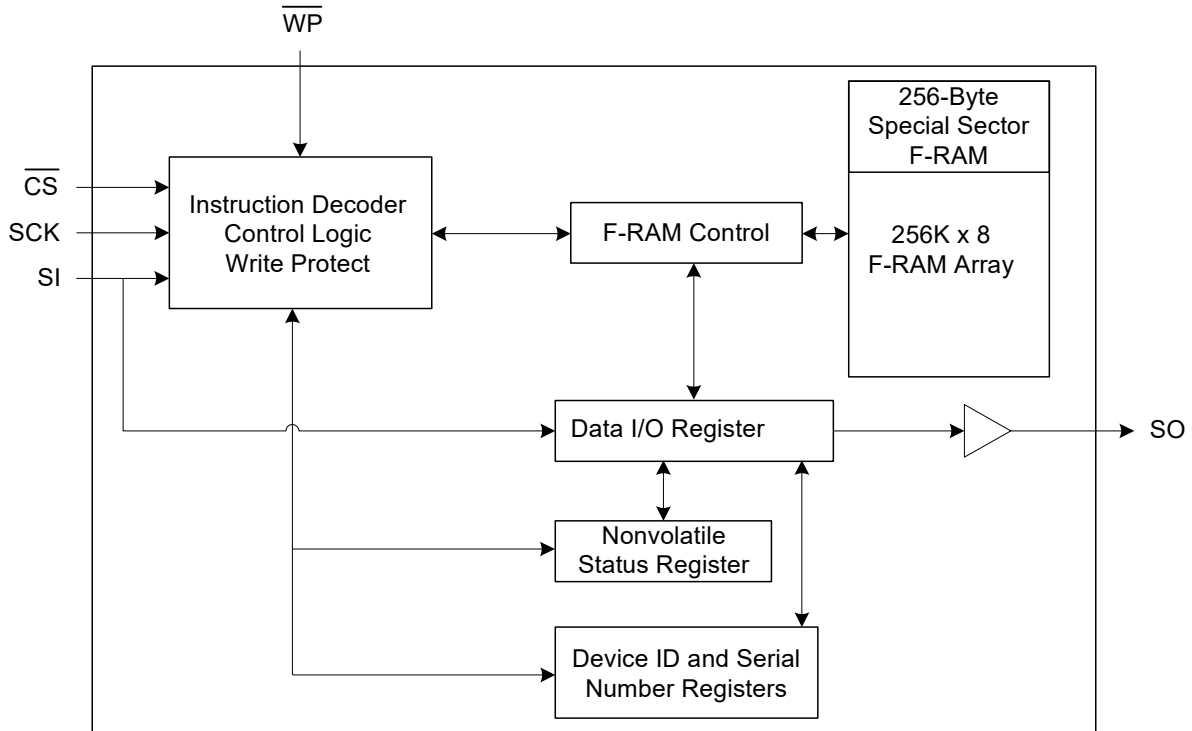 WP
256-Byte
Special Sector
F-RAM
CS
SCK
SI
Instruction Decoder
Control Logic
Write Protect
F-RAM Control
256K x 8
F-RAM Array
Data I/O Register
SO
Nonvolatile
Status Register
Device ID and Serial
Number Registers